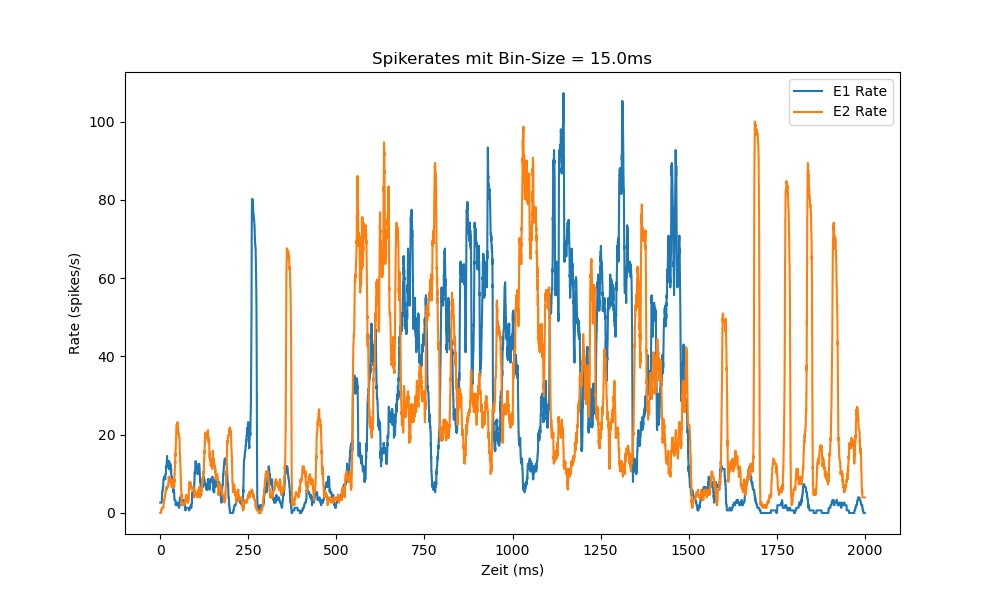 Spikerates mit Bin-Size = 15.0ms
E1 Rate
E2 Rate
100
80
60
40
20
0
Rate (spikes/s)
0 250 500 750 1000 1250 1500 1750 2000
Zeit (ms)